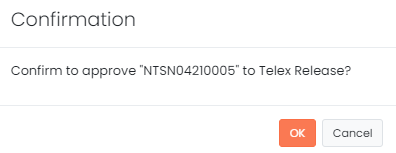 Confirmation
Confirm to approve "NTSN04210005" to Telex Release?
OK
Cancel